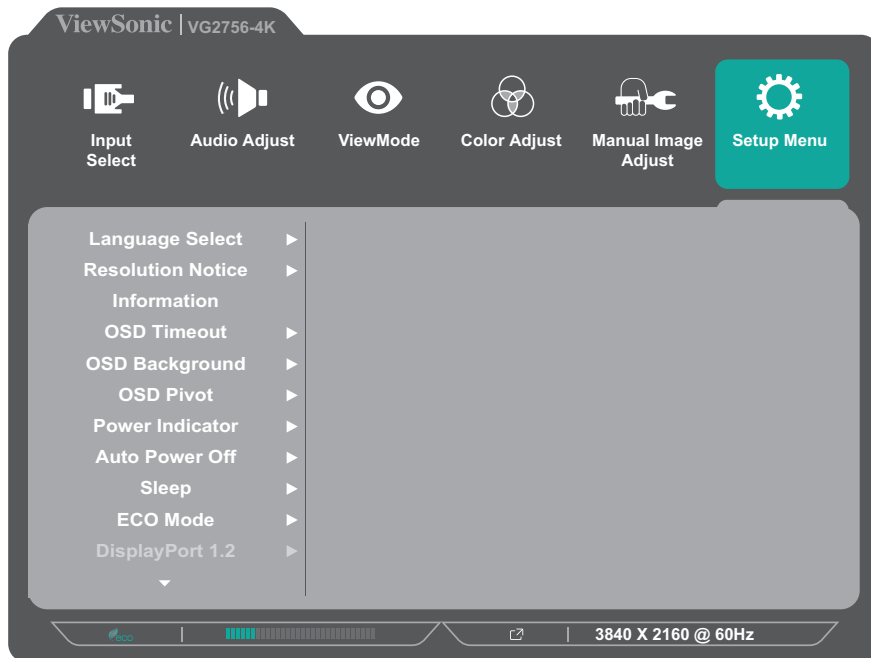 ViewSonic VG2756-4K
Input
Select
Audio Adjust
ViewMode
Color Adjust
Manual Image
Adjust
Setup Menu
Language Select
Resolution Notice
Information
OSD Timeout
OSD Background
OSD Pivot
Power Indicator
Auto Power Off
Sleep
ECO Mode
DisplayPort 1.2
eco
3840 X 2160 @ 60Hz